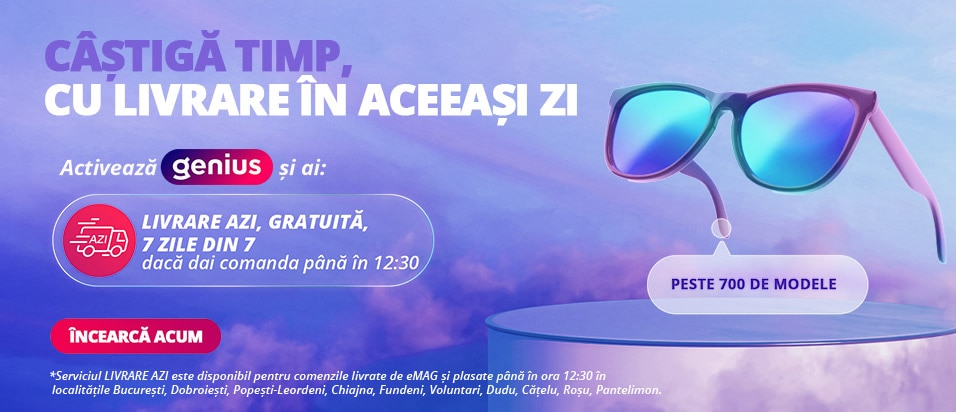 CÂȘTIGĂ TIMP,
CU LIVRARE ÎN ACEEAȘI ZI
Activează genius și ai:
AZI
LIVRARE AZI, GRATUITĂ,
7 ZILE DIN 7
dacă dai comanda până în 12:30
PESTE 700 DE MODELE
ÎNCEARCĂ ACUM
*Serviciul LIVRARE AZI este disponibil pentru comenzile livrate de eMAG și plasate până în ora 12:30 în
localitățile București, Dobroiești, Popești-Leordeni, Chiajna, Fundeni, Voluntari, Dudu, Cățelu, Roșu, Pantelimon.